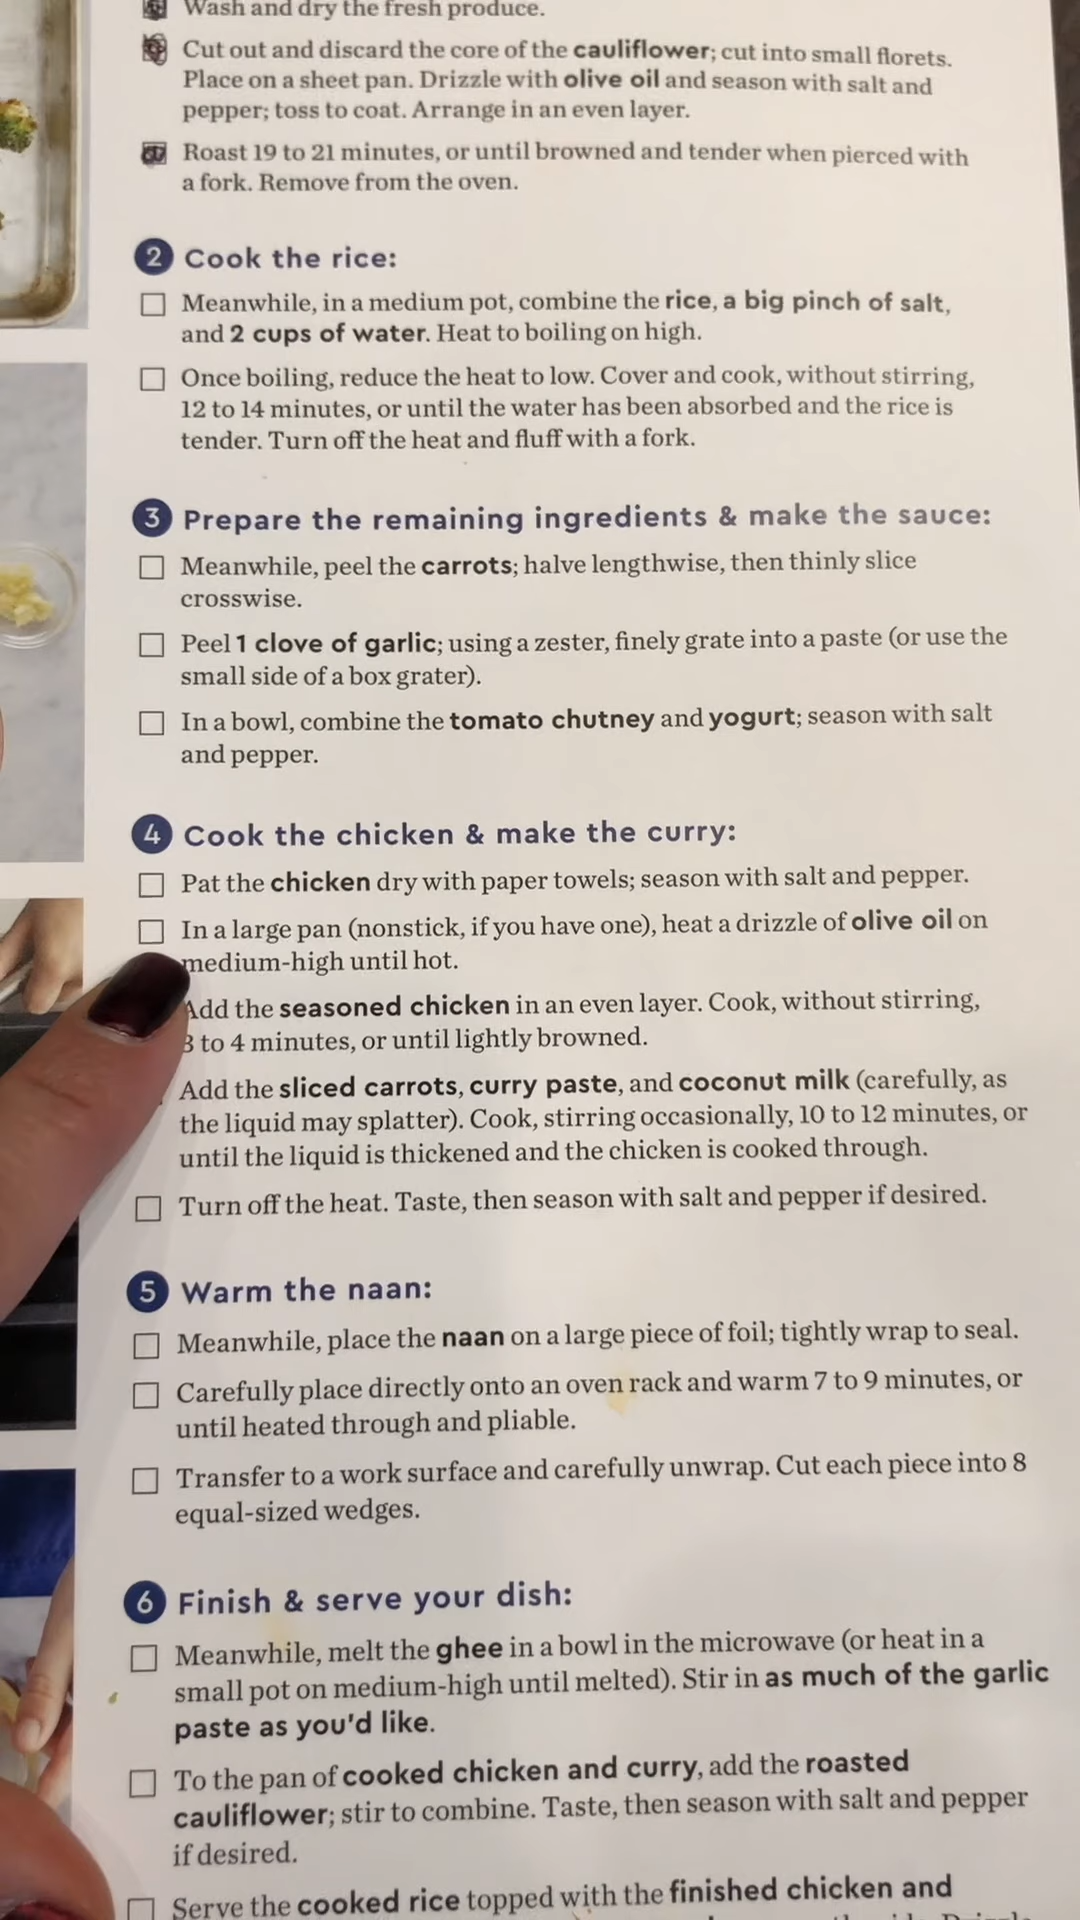 Wash and dry the fresh produce.
Cut out and discard the core of the cauliflower; cut into small florets.
Place on a sheet pan. Drizzle with olive oil and season with salt and
pepper; toss to coat. Arrange in an even layer.
Roast 19 to 21 minutes, or until browned and tender when pierced with
a fork. Remove from the oven.
2 Cook the rice:
Meanwhile, in a medium pot, combine the rice, a big pinch of salt,
and 2 cups of water. Heat to boiling on high.
Once boiling, reduce the heat to low. Cover and cook, without stirring,
12 to 14 minutes, or until the water has been absorbed and the rice is
tender. Turn off the heat and fluff with a fork.
3 Prepare the remaining ingredients & make the sauce:
Meanwhile, peel the carrots; halve lengthwise, then thinly slice
crosswise.
Peel 1 clove of garlic; using a zester, finely grate into a paste (or use the
small side of a box grater).
In a bowl, combine the tomato chutney and yogurt; season with salt
and pepper.
4 Cook the chicken & make the curry:
Pat the chicken dry with paper towels; season with salt and pepper.
In a large pan (nonstick, if you have one), heat a drizzle of olive oil on
medium-high until hot.
Add the seasoned chicken in an even layer. Cook, without stirring,
3 to 4 minutes, or until lightly browned.
Add the sliced carrots, curry paste, and coconut milk (carefully, as
the liquid may splatter). Cook, stirring occasionally, 10 to 12 minutes, or
until the liquid is thickened and the chicken is cooked through.
Turn off the heat. Taste, then season with salt and pepper if desired.
5 Warm the naan:
Meanwhile, place the naan on a large piece of foil; tightly wrap to seal.
Carefully place directly onto an oven rack and warm 7 to 9 minutes, or
until heated through and pliable.
Transfer to a work surface and carefully unwrap. Cut each piece into 8
equal-sized wedges.
6 Finish & serve your dish:
Meanwhile, melt the ghee in a bowl in the microwave (or heat in a
small pot on medium-high until melted). Stir in as much of the garlic
paste as you'd like.
To the pan of cooked chicken and curry, add the roasted
cauliflower; stir to combine. Taste, then season with salt and pepper
if desired.
Serve the cooked rice topped with the finished chicken and